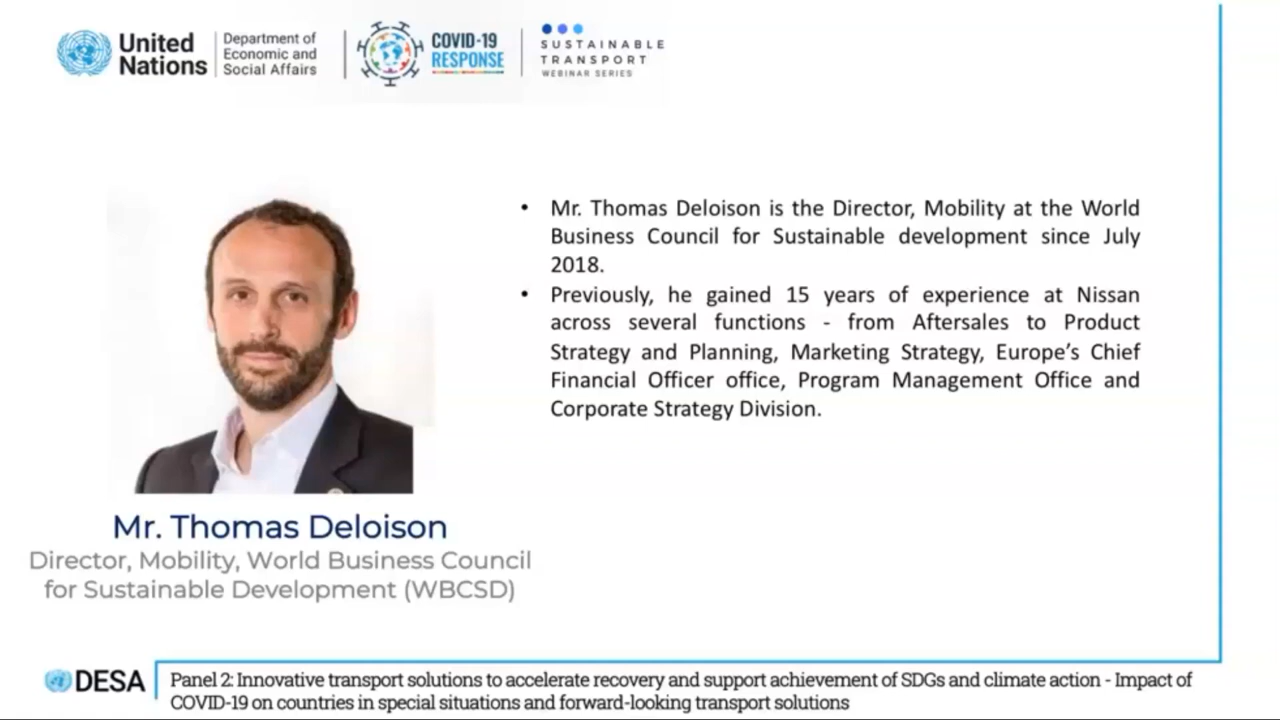 United Nations
Department of Economic and Social Affairs
COVID-19 RESPONSE
SUSTAINABLE TRANSPORT
WEBINAR SERIES
• Mr. Thomas Deloison is the Director, Mobility at the World
Business Council for Sustainable development since July
2018.
• Previously, he gained 15 years of experience at Nissan
across several functions - from Aftersales to Product
Strategy and Planning, Marketing Strategy, Europe's Chief
Financial Officer office, Program Management Office and
Corporate Strategy Division.
Mr. Thomas Deloison
Director, Mobility, World Business Council
for Sustainable Development (WBCSD)
DESA
Panel 2: Innovative transport solutions to accelerate recovery and support achievement of SDGs and climate action - Impact of
COVID-19 on countries in special situations and forward-looking transport solutions